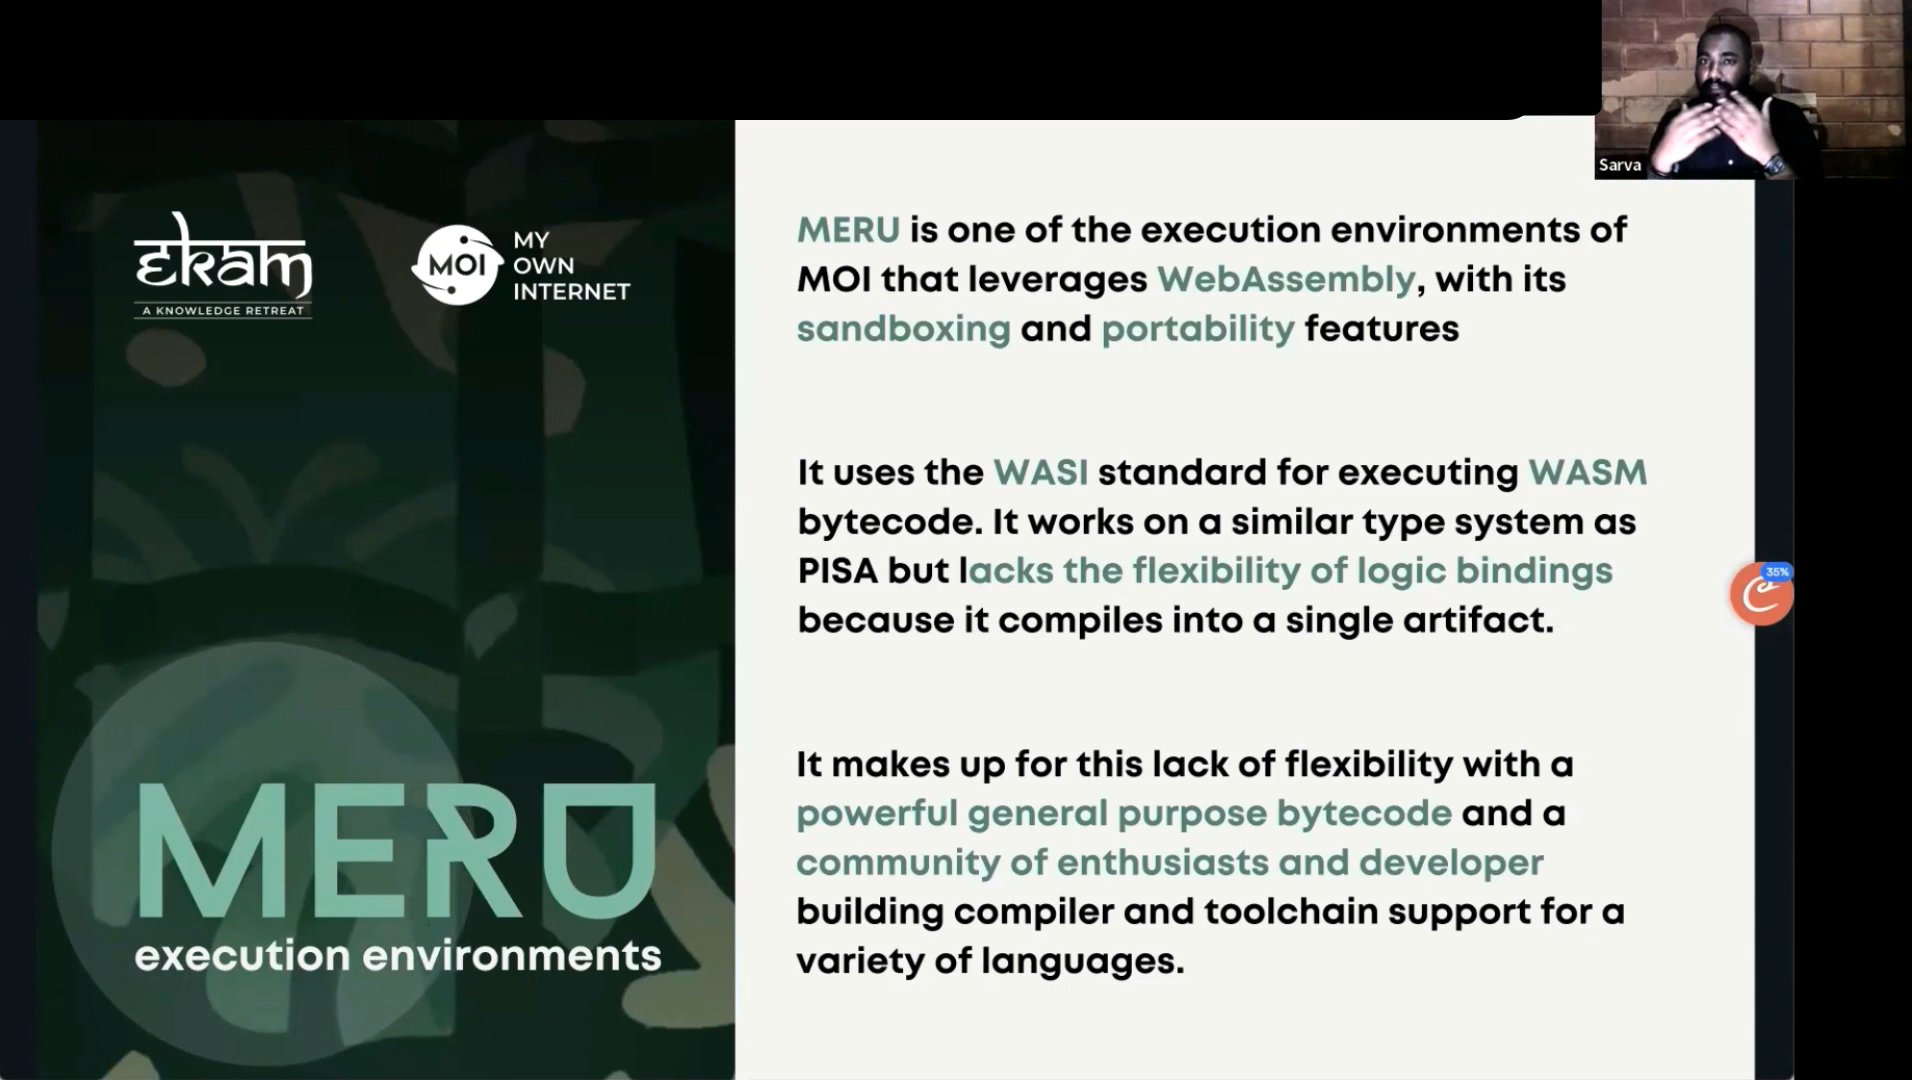 Sarva
ekam
A KNOWLEDGE RETREAT
MOI
MY
OWN
INTERNET
MERU
execution environments
MERU is one of the execution environments of
MOI that leverages WebAssembly, with its
sandboxing and portability features
It uses the WASI standard for executing WASM
bytecode. It works on a similar type system as
PISA but lacks the flexibility of logic bindings
because it compiles into a single artifact.
It makes up for this lack of flexibility with a
powerful general purpose bytecode and a
community of enthusiasts and developer
building compiler and toolchain support for a
variety of languages.
35%